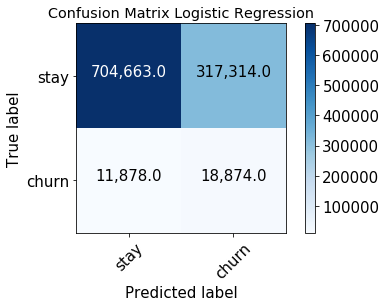 Confusion Matrix Logistic Regression
True label
stay
churn
704,663.0 317,314.0
11,878.0 18,874.0
stay churn
Predicted label
700000
600000
500000
400000
300000
200000
100000